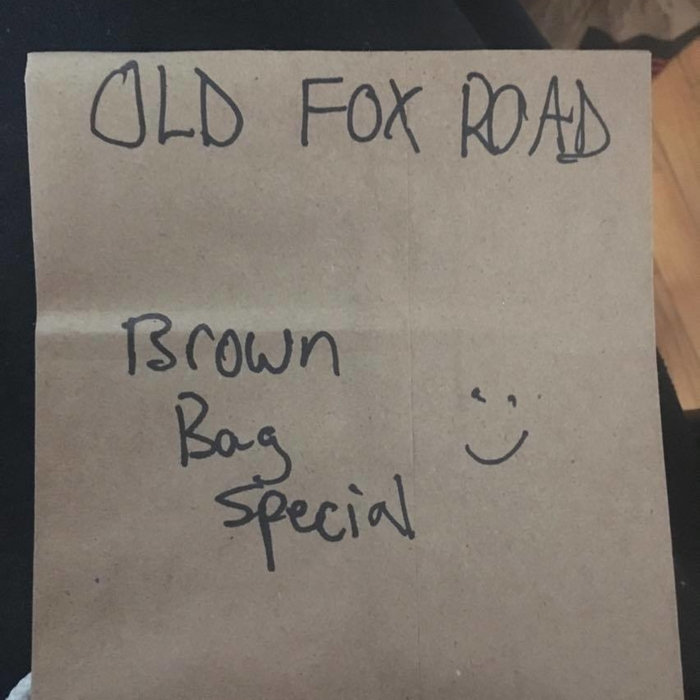 OLD FOX ROAD
Brown
Bag
Special